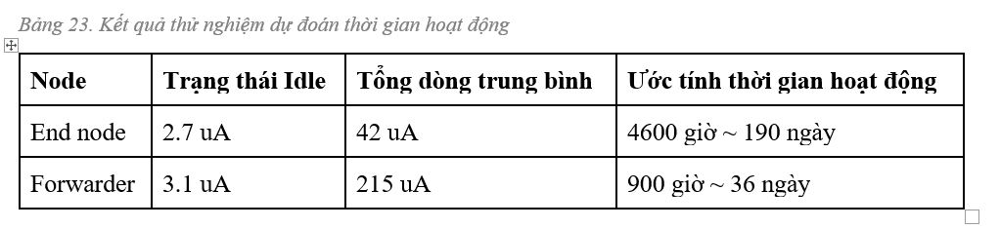 Bảng 23. Kết quả thử nghiệm dự đoán thời gian hoạt động
Node Trạng thái Idle Tổng dòng trung bình Ước tính thời gian hoạt động
End node 2.7 uA 42 uA 4600 giờ ~ 190 ngày
Forwarder 3.1 uA 215 uA 900 giờ ~ 36 ngày